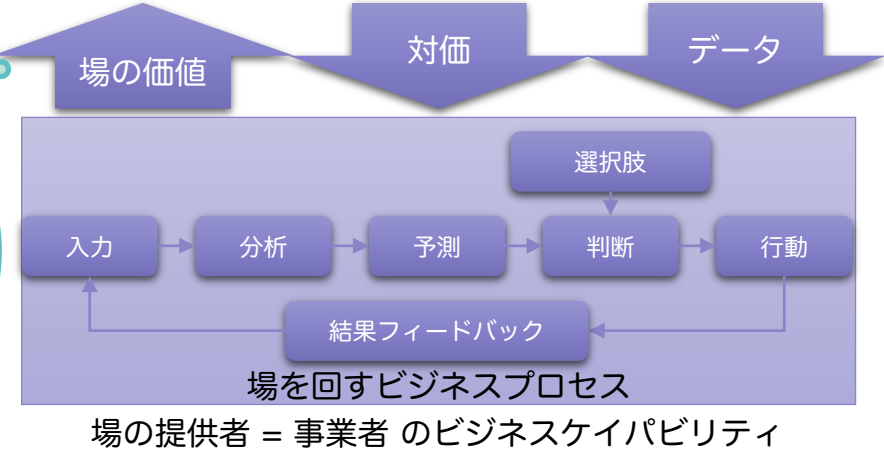 場の価値
対価
データ
選択肢
入力
分析
予測
判断
行動
結果フィードバック
場を回すビジネスプロセス
場の提供者 = 事業者 のビジネスケイパビリティ